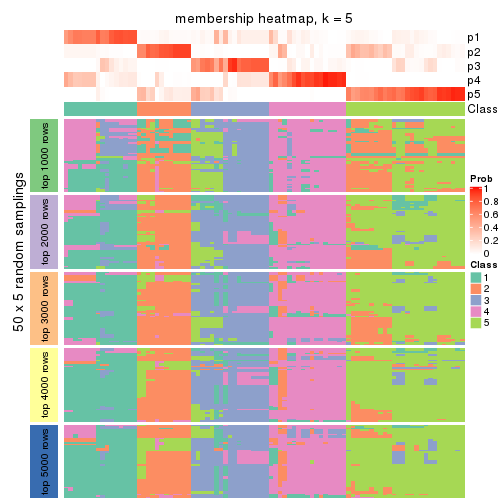 membership heatmap, k = 5
p1
p2
p3
p4
p5
Class
50 x 5 random samplings
top 1000 rows
top 2000 rows
top 3000 rows
top 4000 rows
top 5000 rows
Prob
1
0.8
0.6
0.4
0.2
0
Class
1
2
3
4
5